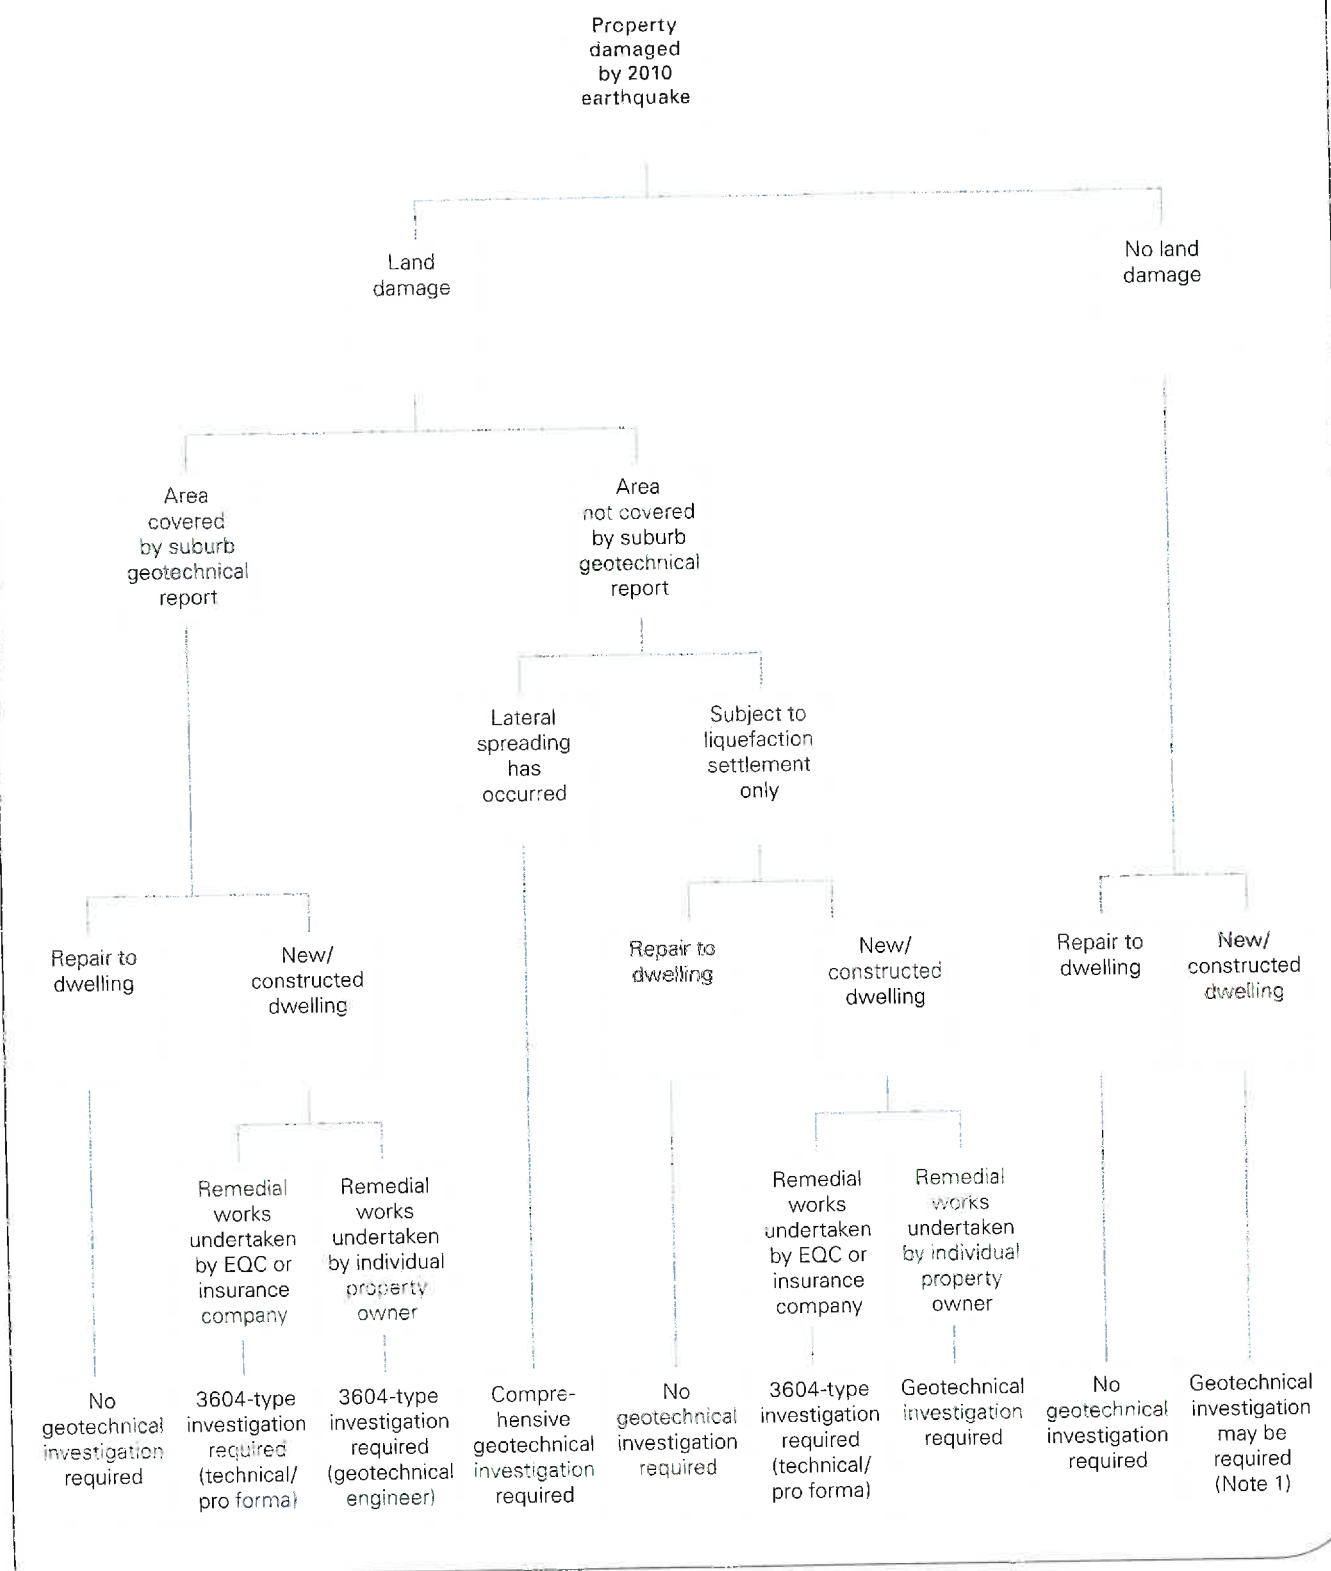 Property
damaged
by 2010
earthquake
Land
damage
No land
damage
Area
covered
by suburb
geotechnical
report
Area
not covered
by suburb
geotechnical
report
Lateral
spreading
has
occurred
Subject to
liquefaction
settlement
only
Repair to
dwelling
New/
constructed
dwelling
Repair to
dwelling
New/
constructed
dwelling
Repair to
dwelling
New/
constructed
dwelling
Remedial
works
undertaken
by EQC or
insurance
company
Remedial
works
undertaken
by individual
property
owner
Remedial
works
undertaken
by EQC or
insurance
company
Remedial
works
undertaken
by individual
property
owner
No
geotechnical
investigation
required
3604-type
investigation
required
(technical/
pro forma)
3604-type
investigation
required
(geotechnical
engineer)
Compre-
hensive
geotechnical
investigation
required
No
geotechnical
investigation
required
3604-type
investigation
required
(technical/
pro forma)
Geotechnical
investigation
required
No
geotechnical
investigation
required
Geotechnical
investigation
may be
required
(Note 1)